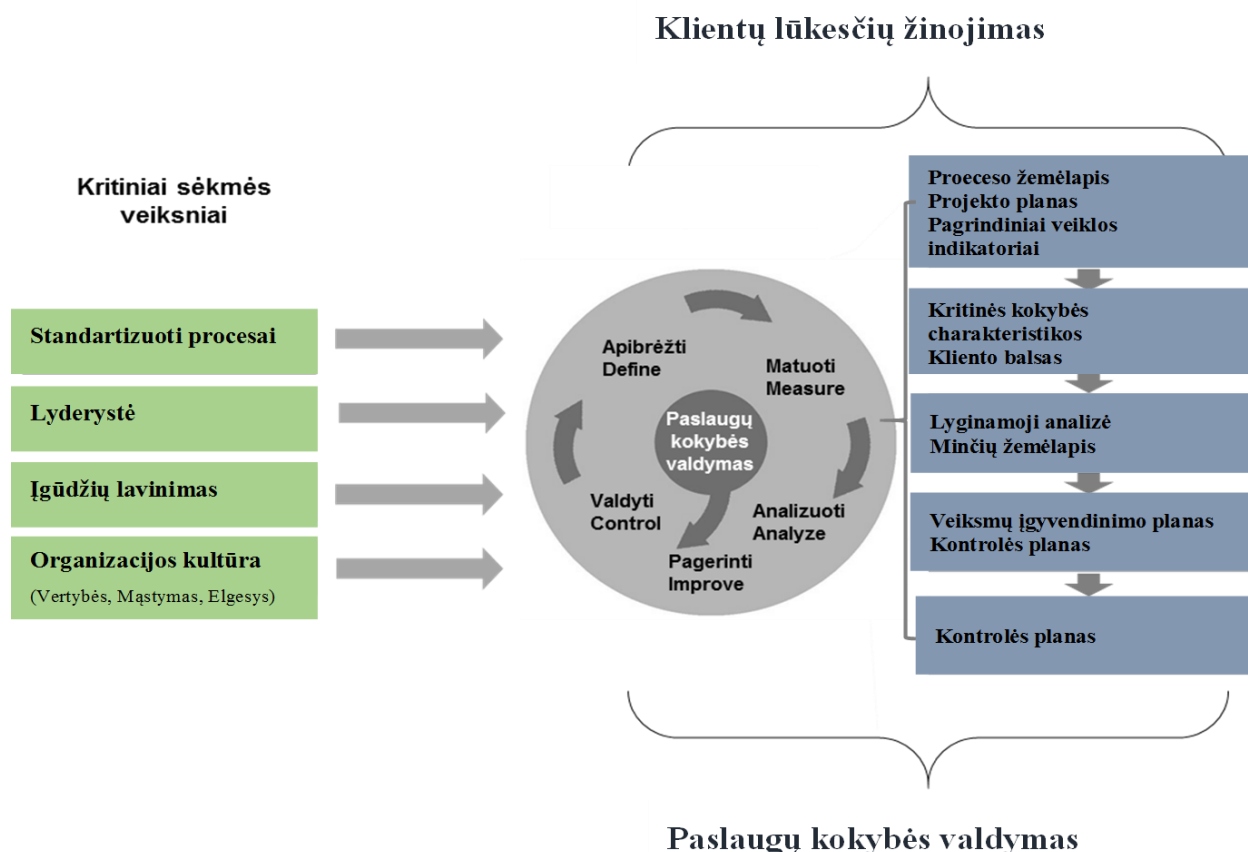 Klientų lūkesčių žinojimas
Kritiniai sėkmės
veiksniai
Standartizuoti procesai
Lyderystė
Įgūdžių lavinimas
Organizacijos kultūra
(Vertybės, Mąstymas, Elgesys)
Apibrėžti
Define
Matuoti
Measure
Paslaugų
kokybės
valdymas
Valdyti
Control
Analizuoti
Analyze
Pagerinti
Improve
Proeceso žemėlapis
Projekto planas
Pagrindiniai veiklos
indikatoriai
Kritinės kokybės
charakteristikos
Kliento balsas
Lyginamoji analizė
Minčių žemėlapis
Veiksmų įgyvendinimo planas
Kontrolės planas
Kontrolės planas
Paslaugų kokybės valdymas